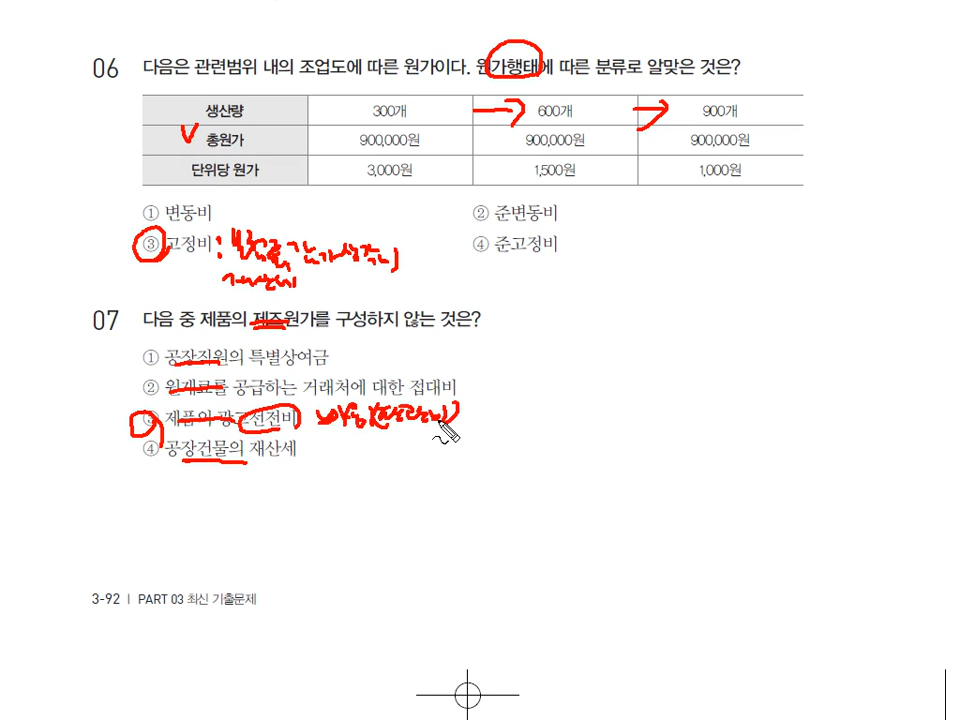 06 다음은 관련범위 내의 조업도에 따른 원가이다. 원가행태에 따른 분류로 알맞은 것은?
생산량 300개 600개 900개
총원가 900,000원 900,000원 900,000원
단위당 원가 3,000원 1,500원 1,000원
① 변동비 ② 준변동비
③ 고정비 ④ 준고정비
재산세
07 다음 중 제품의 제조원가를 구성하지 않는 것은?
① 공장직원의 특별상여금
② 원재료를 공급하는 거래처에 대한 접대비
③ 제품의 광고선전비
④ 공장건물의 재산세
3-92 | PART 03 최신 기출문제